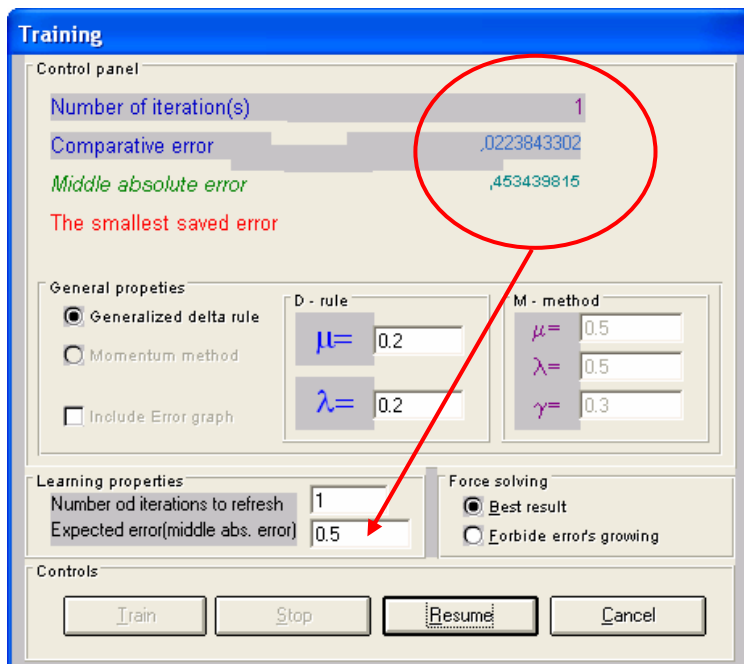 Training
Control panel
Number of iteration(s) 1
Comparative error ,0223843302
Middle absolute error ,453439815
The smallest saved error
General propeties
Generalized delta rule
Momentum method
Include Error graph
D - rule
μ= 0.2
λ= 0.2
M - method
μ= 0.5
λ= 0.5
γ= 0.3
Learning properties
Number od iterations to refresh 1
Expected error(middle abs. error) 0.5
Force solving
Best result
Forbide error's growing
Controls
Train Stop Resume Cancel